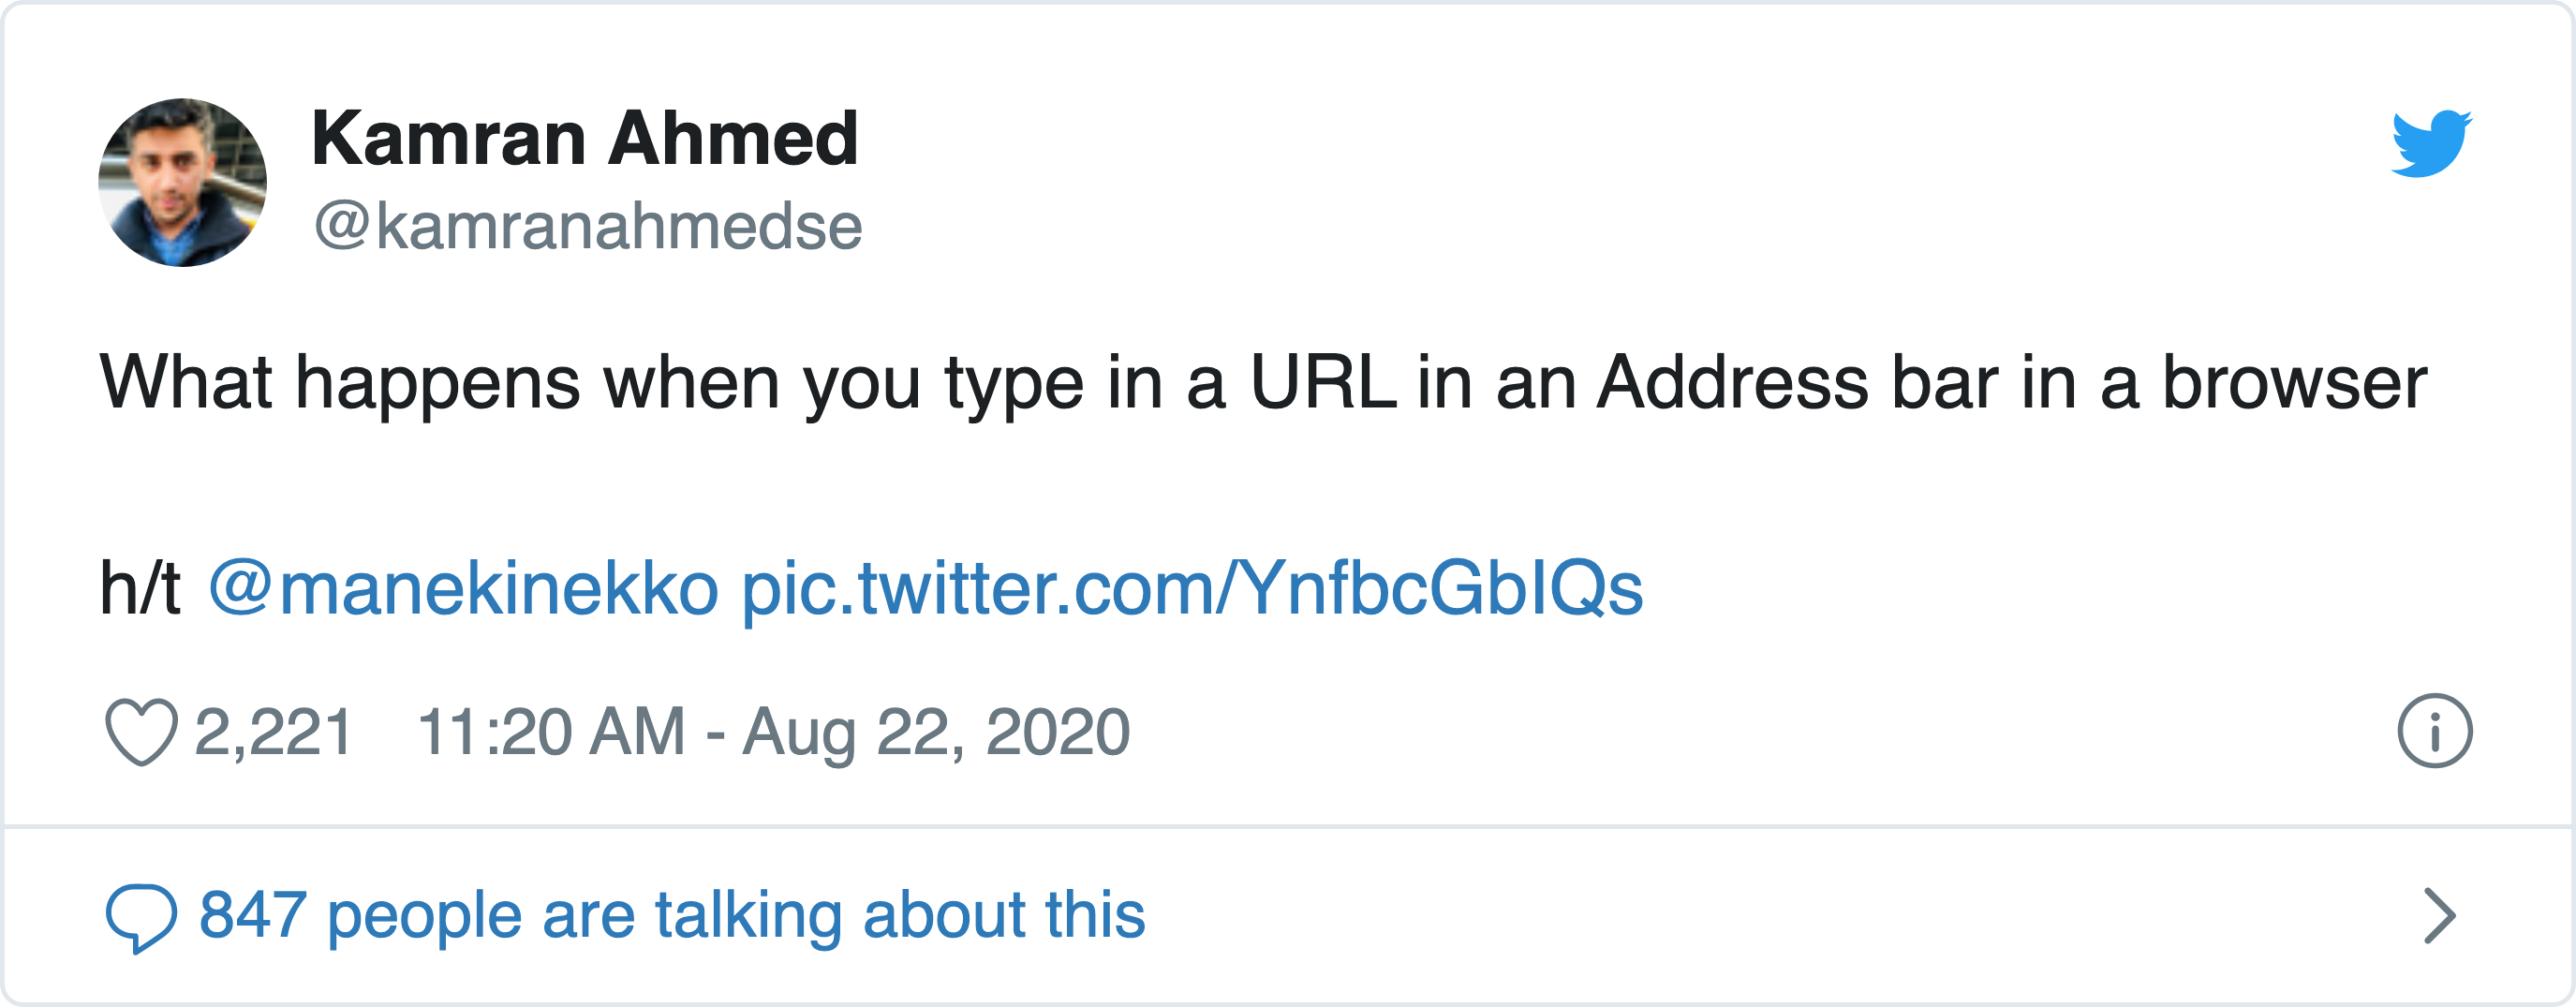 Kamran Ahmed
@kamranahmedse
What happens when you type in a URL in an Address bar in a browser
h/t @manekinekko pic.twitter.com/YnfbcGbIQs
2,221 11:20 AM - Aug 22, 2020
847 people are talking about this